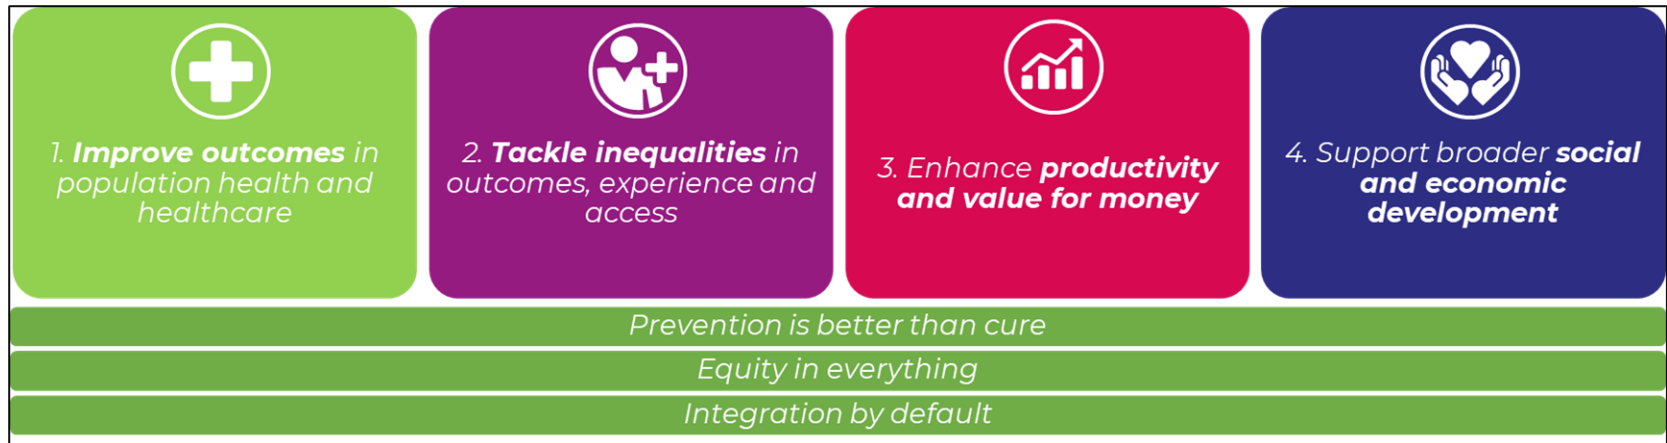 1. Improve outcomes in
population health and
healthcare
2. Tackle inequalities in
outcomes, experience and
access
3. Enhance productivity
and value for money
4. Support broader social
and economic
development
Prevention is better than cure
Equity in everything
Integration by default